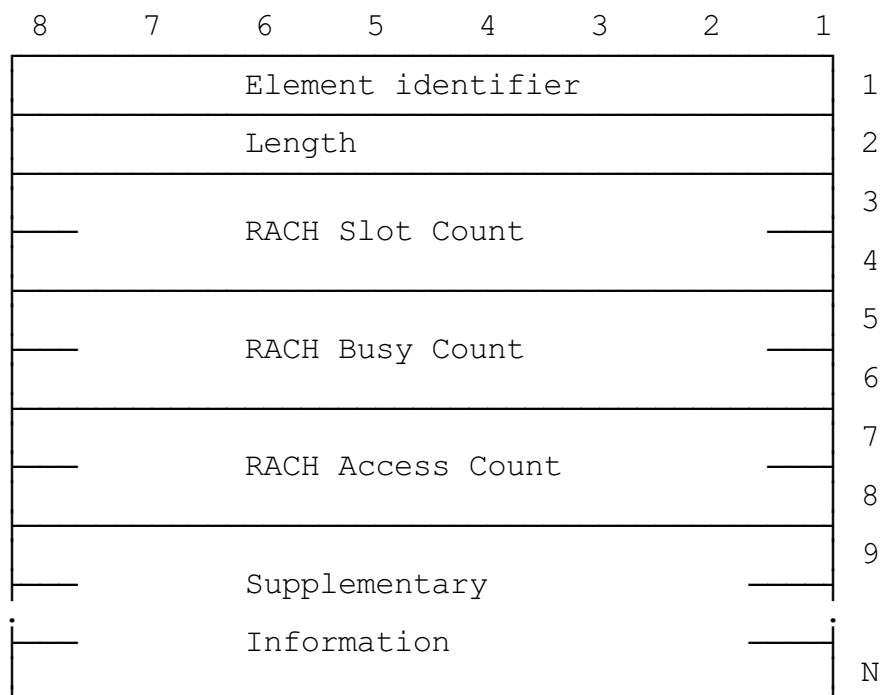 8 7 6 5 4 3 2 1
Element identifier 1
Length 2
3
RACH Slot Count
4
5
RACH Busy Count
6
7
RACH Access Count
8
9
Supplementary
Information
N